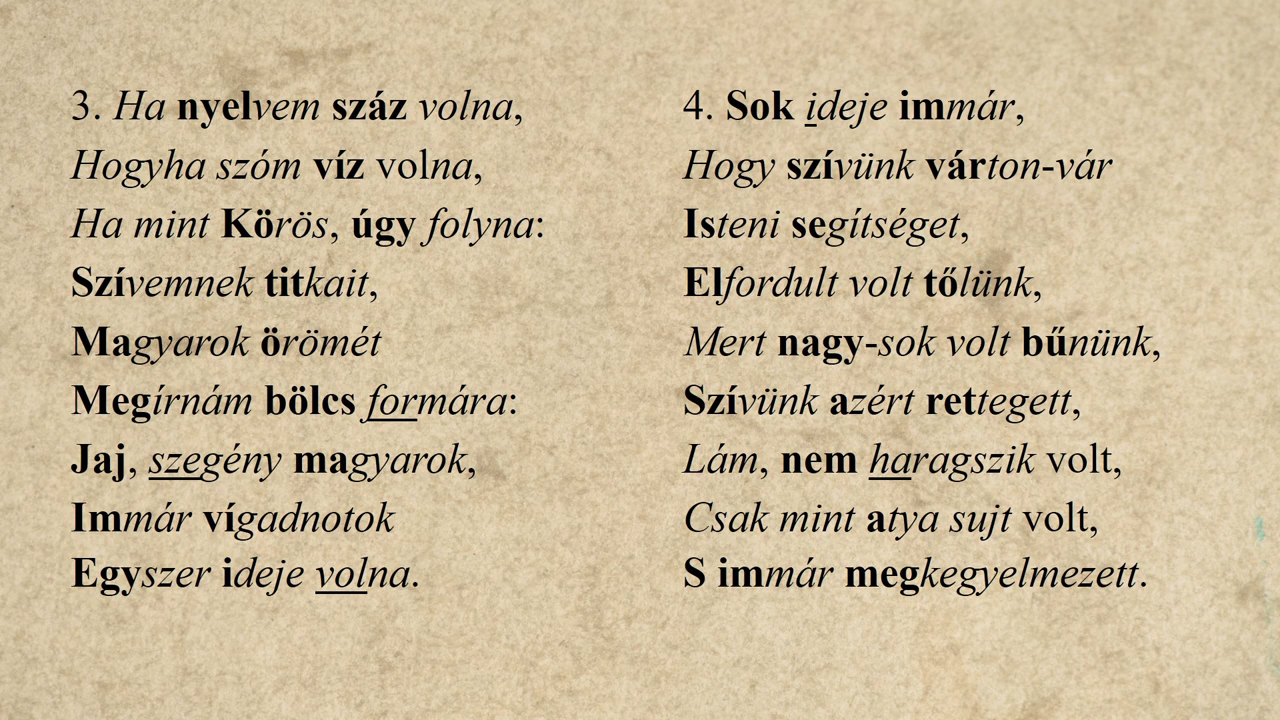 3. Ha nyelvem száz volna,
Hogyha szóm víz volna,
Ha mint Körös, úgy folyna:
Szívemnek titkait,
Magyarok örömét
Megírnám bölcs formára:
Jaj, szegény magyarok,
Immár vígadnotok
Egyszer ideje volna.
4. Sok ideje immár,
Hogy szívünk várton-vár
Isteni segítséget,
Elfordult volt tőlünk,
Mert nagy-sok volt bűnünk,
Szívünk azért rettegett,
Lám, nem haragszik volt,
Csak mint atya sujt volt,
S immár megkegyelmezett.